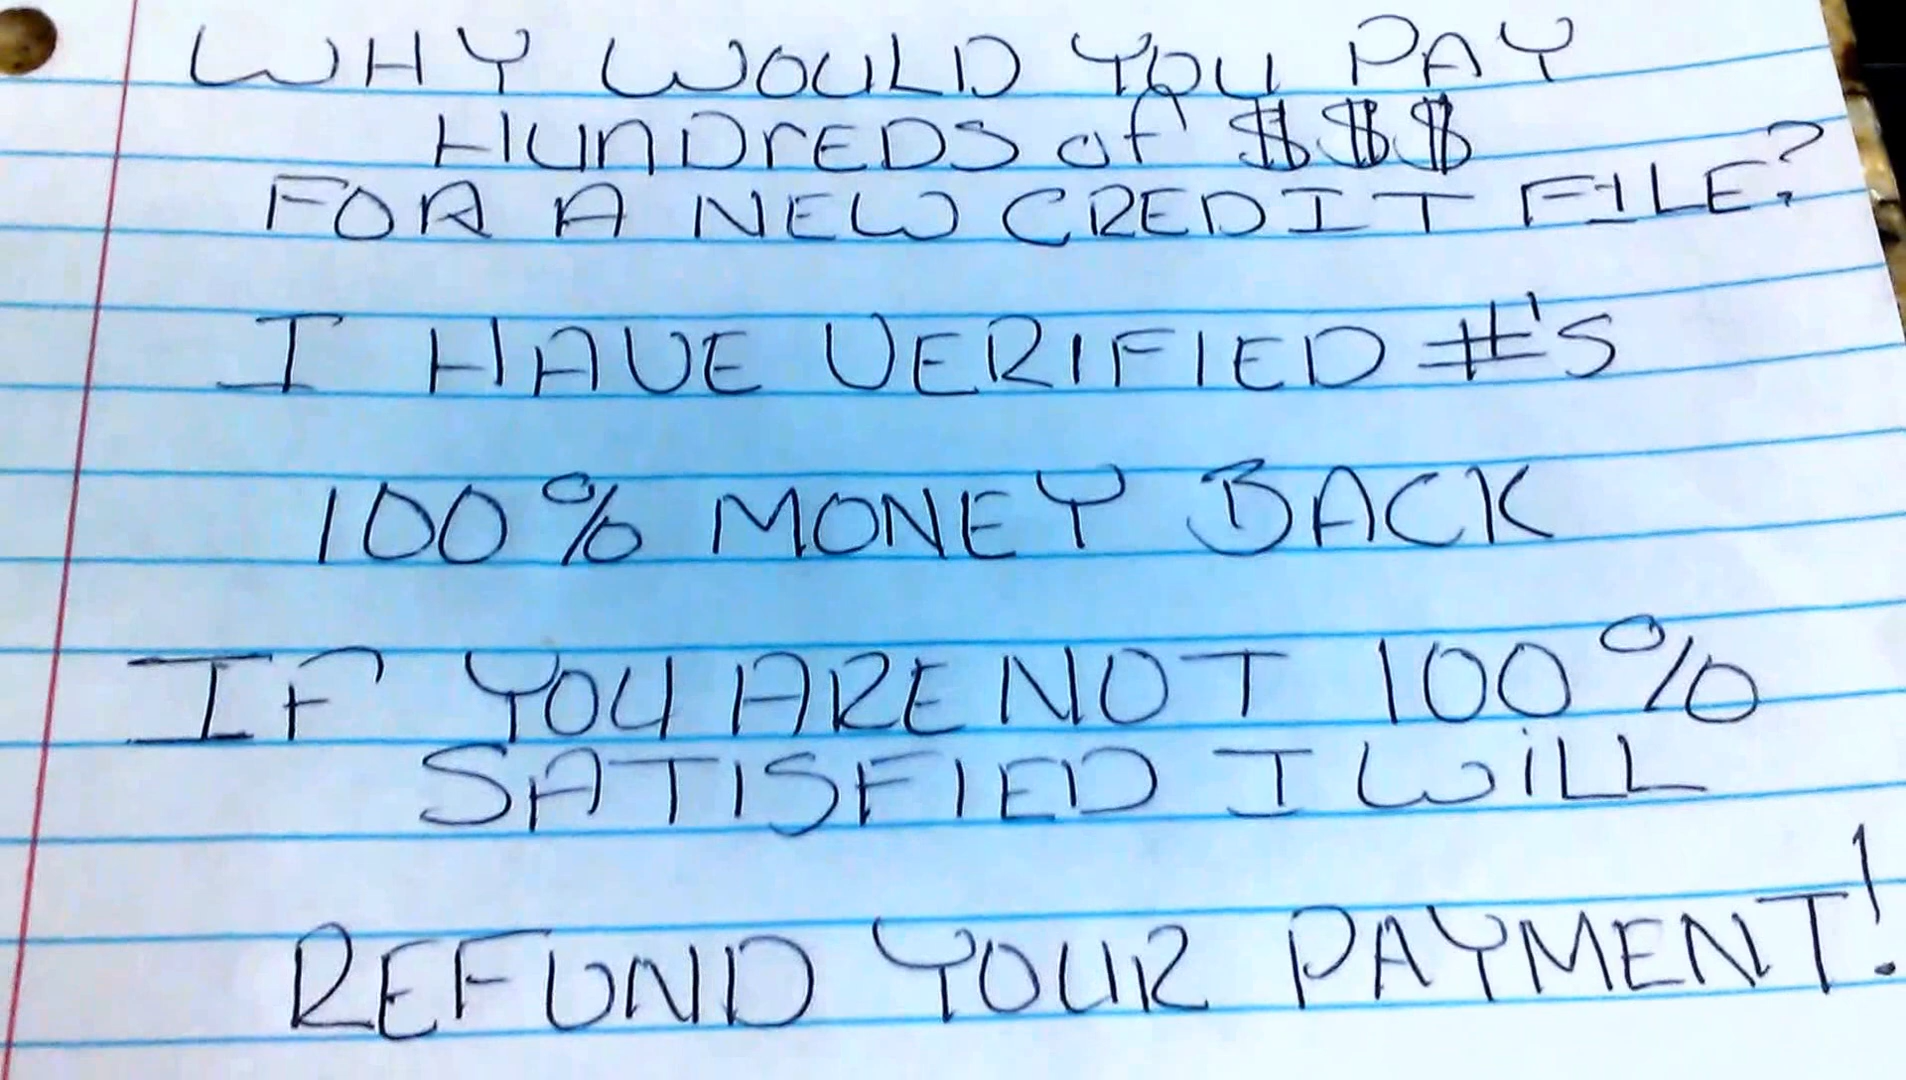 WHY WOULD YOU PAY
HUnDrEDS of $$$
FOR A NEW CREDIT FILE?
I HAVE VERIFIED #'S
100% MONEY BACK
IF YOU ARE NOT 100%
SATISFIED I WiLL
REFUND YOUR PAYMENT!